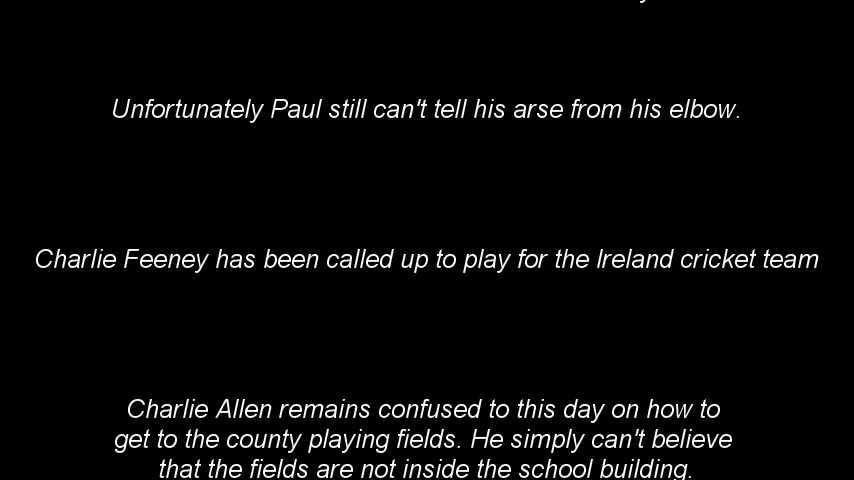 Unfortunately Paul still can't tell his arse from his elbow.
Charlie Feeney has been called up to play for the Ireland cricket team
Charlie Allen remains confused to this day on how to
get to the county playing fields. He simply can't believe
that the fields are not inside the school building.